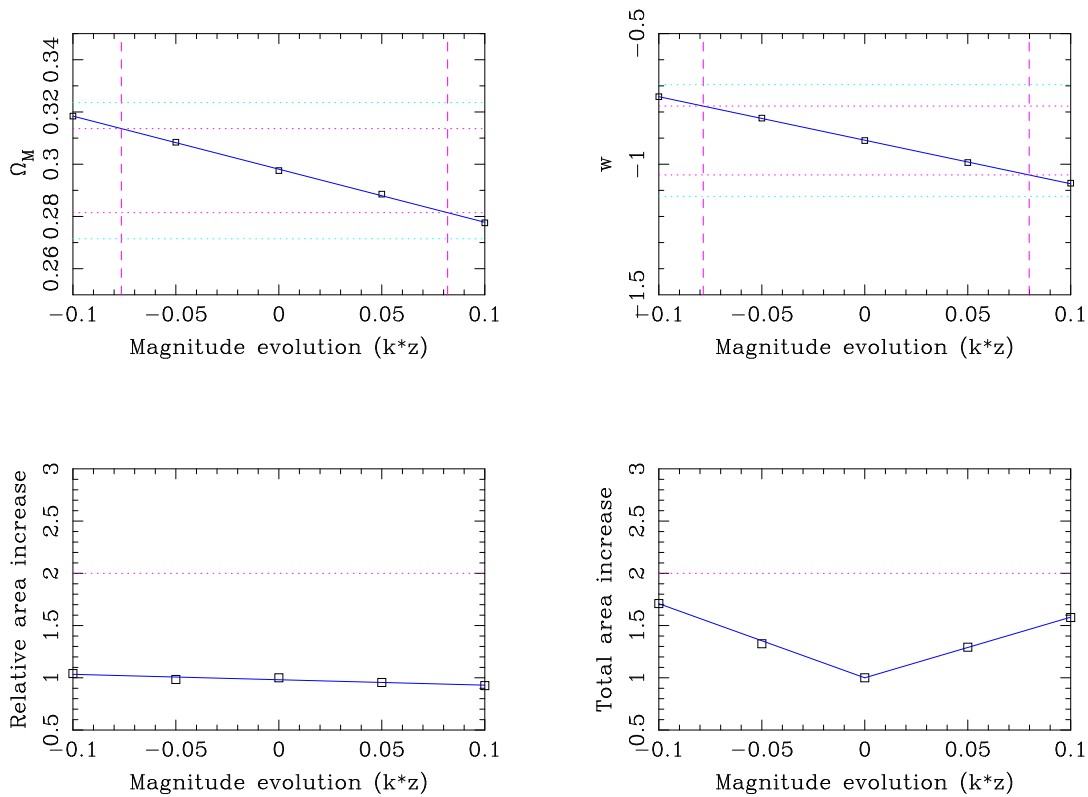 0.34
0.32
0.3
0.28
0.26
Ω_M
−0.1 −0.05 0 0.05 0.1
Magnitude evolution (k*z)
−0.5
−1
−1.5
w
−0.1 −0.05 0 0.05 0.1
Magnitude evolution (k*z)
3
2.5
2
1.5
1
0.5
Relative area increase
−0.1 −0.05 0 0.05 0.1
Magnitude evolution (k*z)
3
2.5
2
1.5
1
0.5
Total area increase
−0.1 −0.05 0 0.05 0.1
Magnitude evolution (k*z)